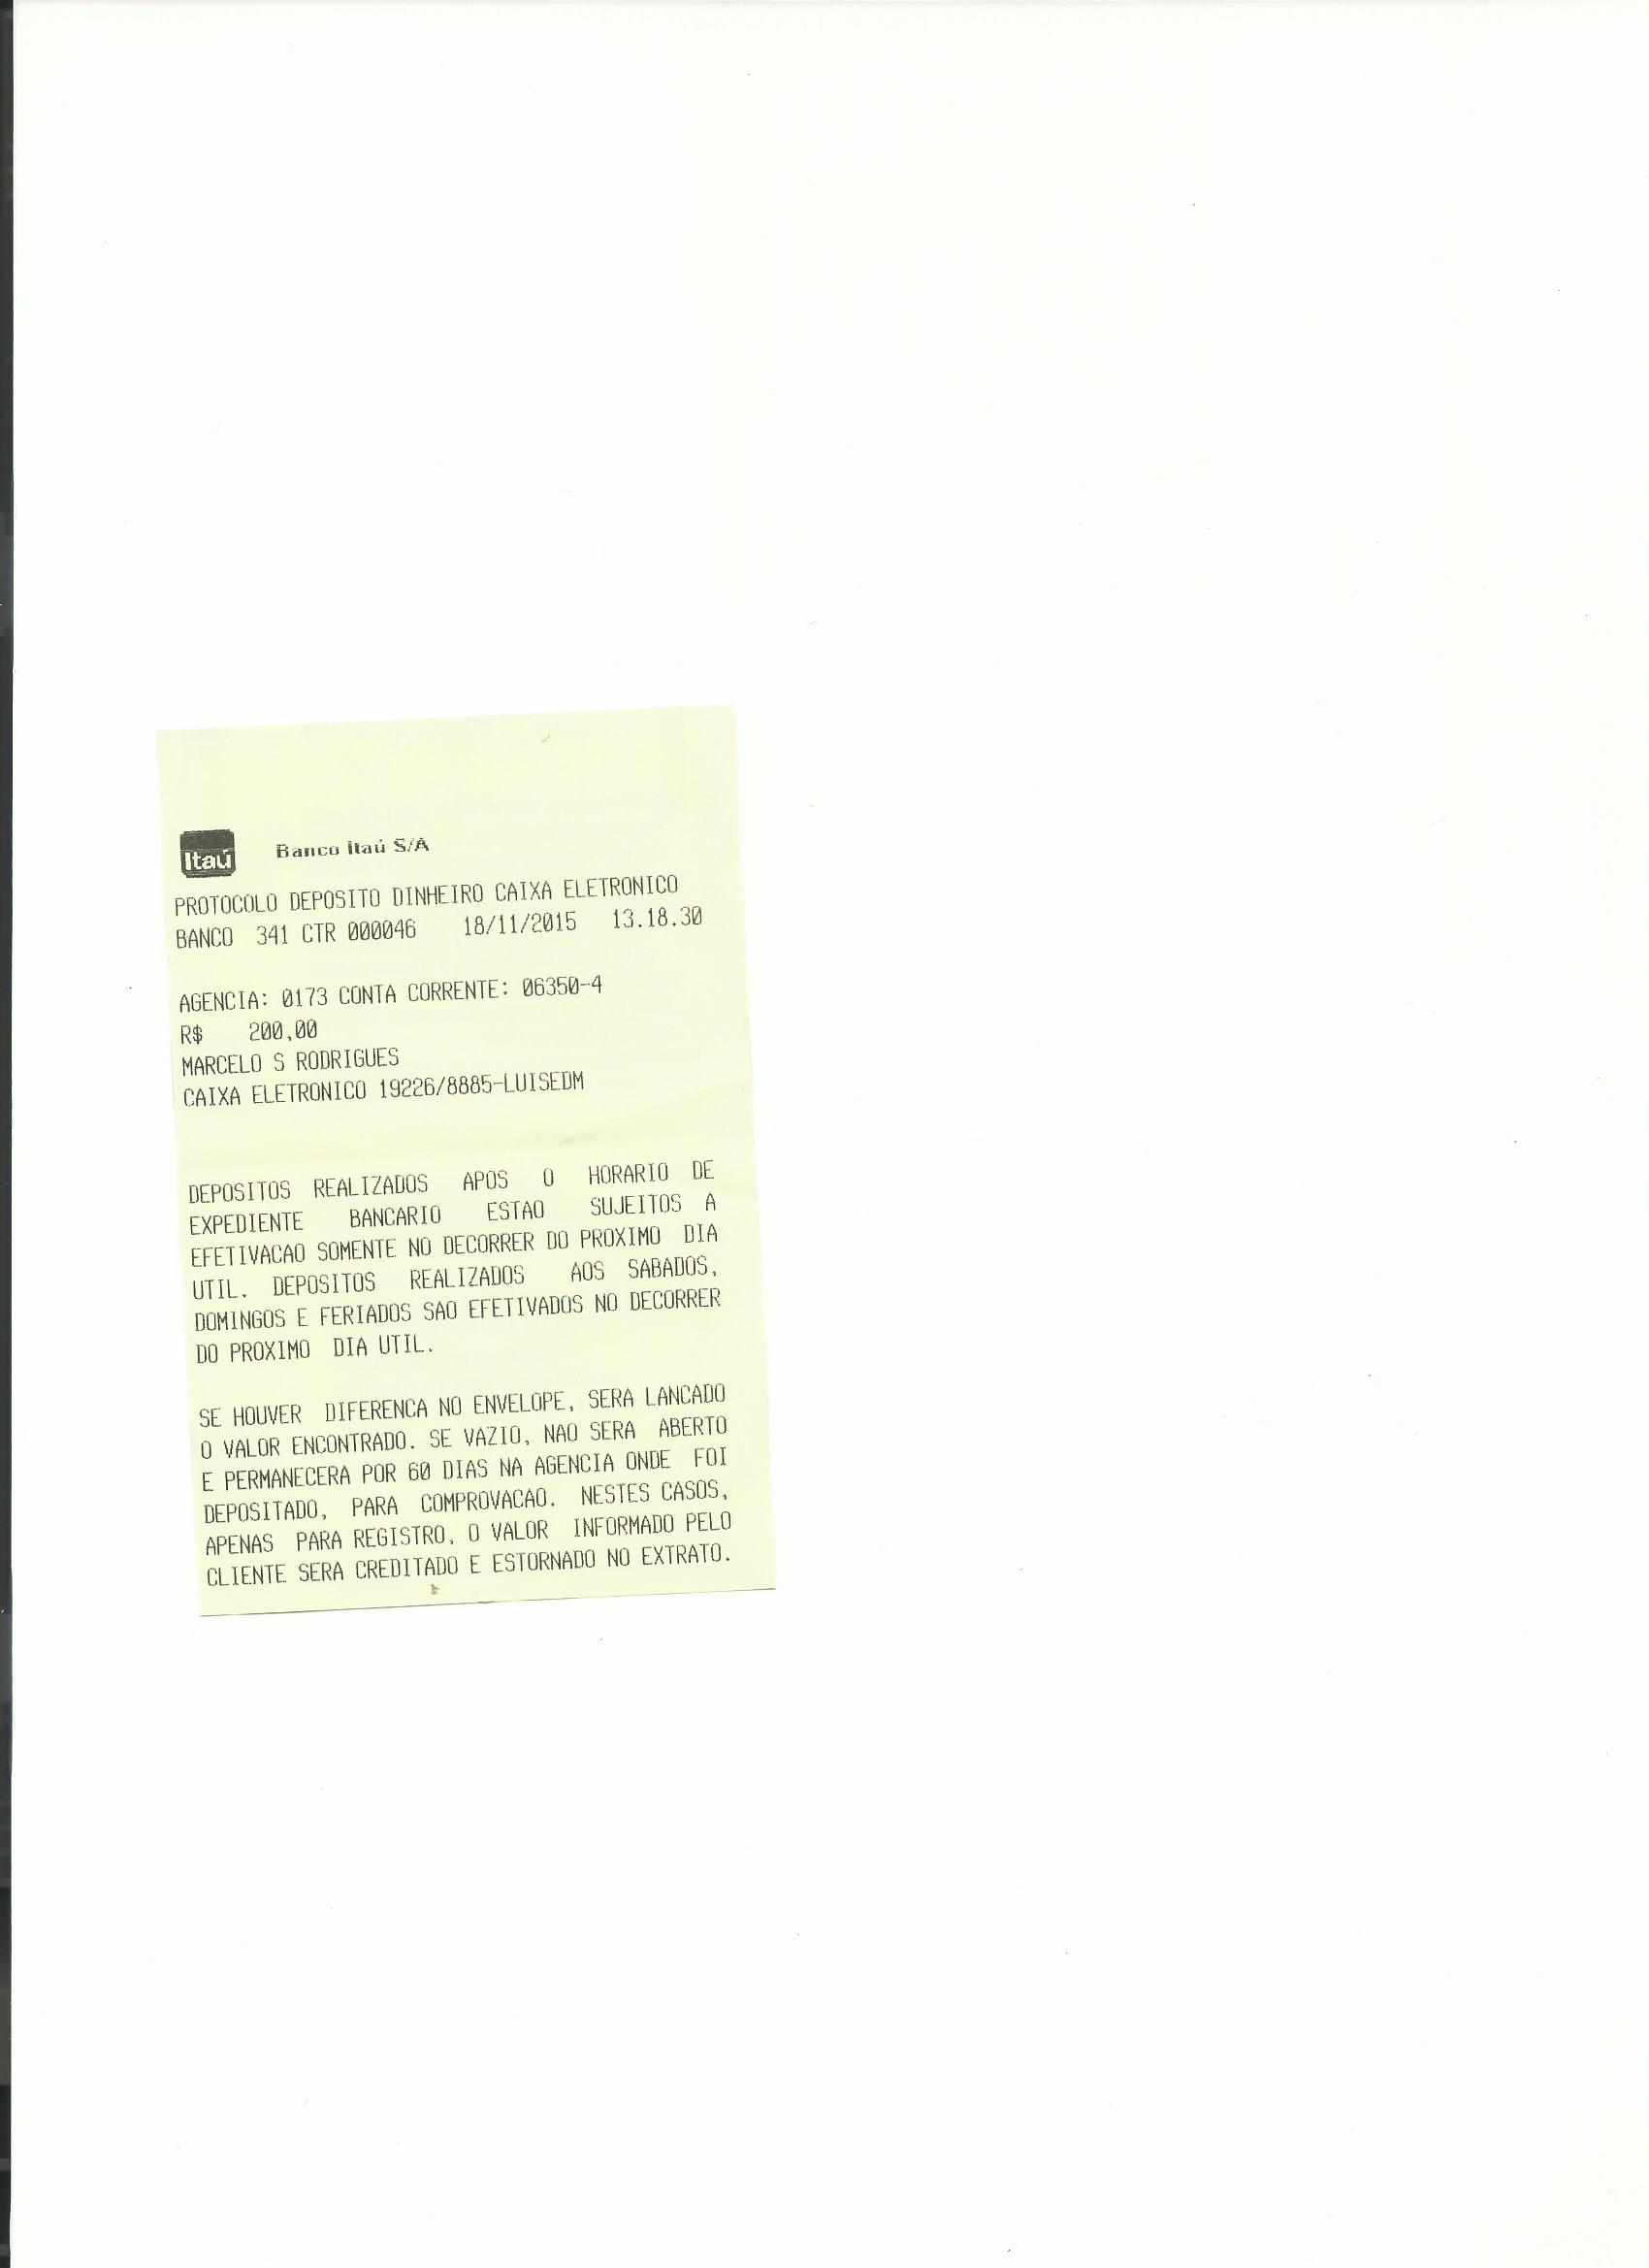 Itaú Banco Itaú S/A
PROTOCOLO DEPOSITO DINHEIRO CAIXA ELETRONICO
BANCO 341 CTR 000046 18/11/2015 13.18.30
AGENCIA: 0173 CONTA CORRENTE: 06350-4
R$ 200,00
MARCELO S RODRIGUES
CAIXA ELETRONICO 19226/8885-LUISEDM
DEPOSITOS REALIZADOS APOS O HORARIO DE
EXPEDIENTE BANCARIO ESTAO SUJEITOS A
EFETIVACAO SOMENTE NO DECORRER DO PROXIMO DIA
UTIL. DEPOSITOS REALIZADOS AOS SABADOS,
DOMINGOS E FERIADOS SAO EFETIVADOS NO DECORRER
DO PROXIMO DIA UTIL.
SE HOUVER DIFERENCA NO ENVELOPE, SERA LANCADO
O VALOR ENCONTRADO. SE VAZIO, NAO SERA ABERTO
E PERMANECERA POR 60 DIAS NA AGENCIA ONDE FOI
DEPOSITADO, PARA COMPROVACAO. NESTES CASOS,
APENAS PARA REGISTRO, O VALOR INFORMADO PELO
CLIENTE SERA CREDITADO E ESTORNADO NO EXTRATO.